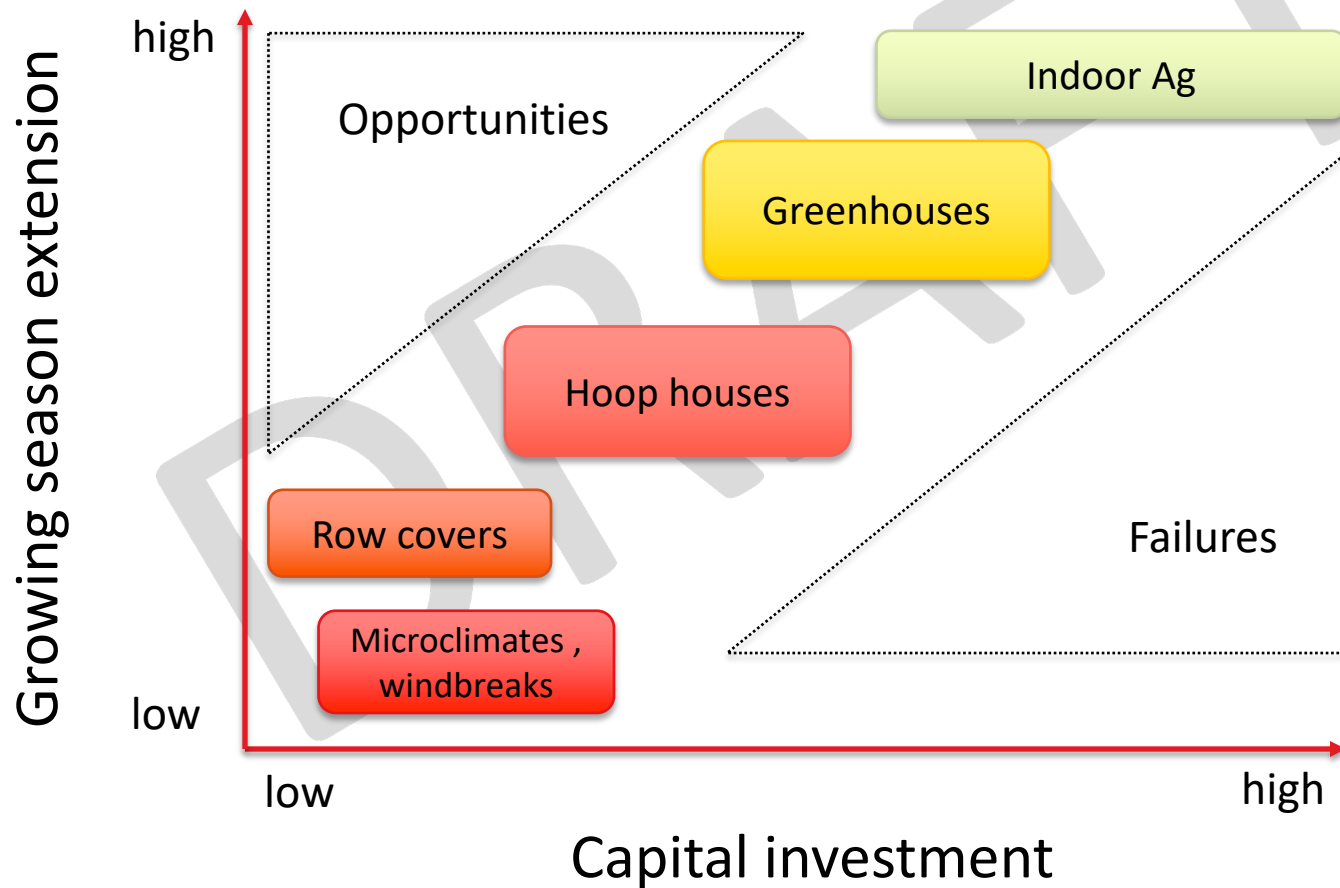 Growing season extension
high
Opportunities
Indoor Ag
Greenhouses
Hoop houses
Row covers
Failures
Microclimates ,
windbreaks
low
low
high
Capital investment
DRAFT